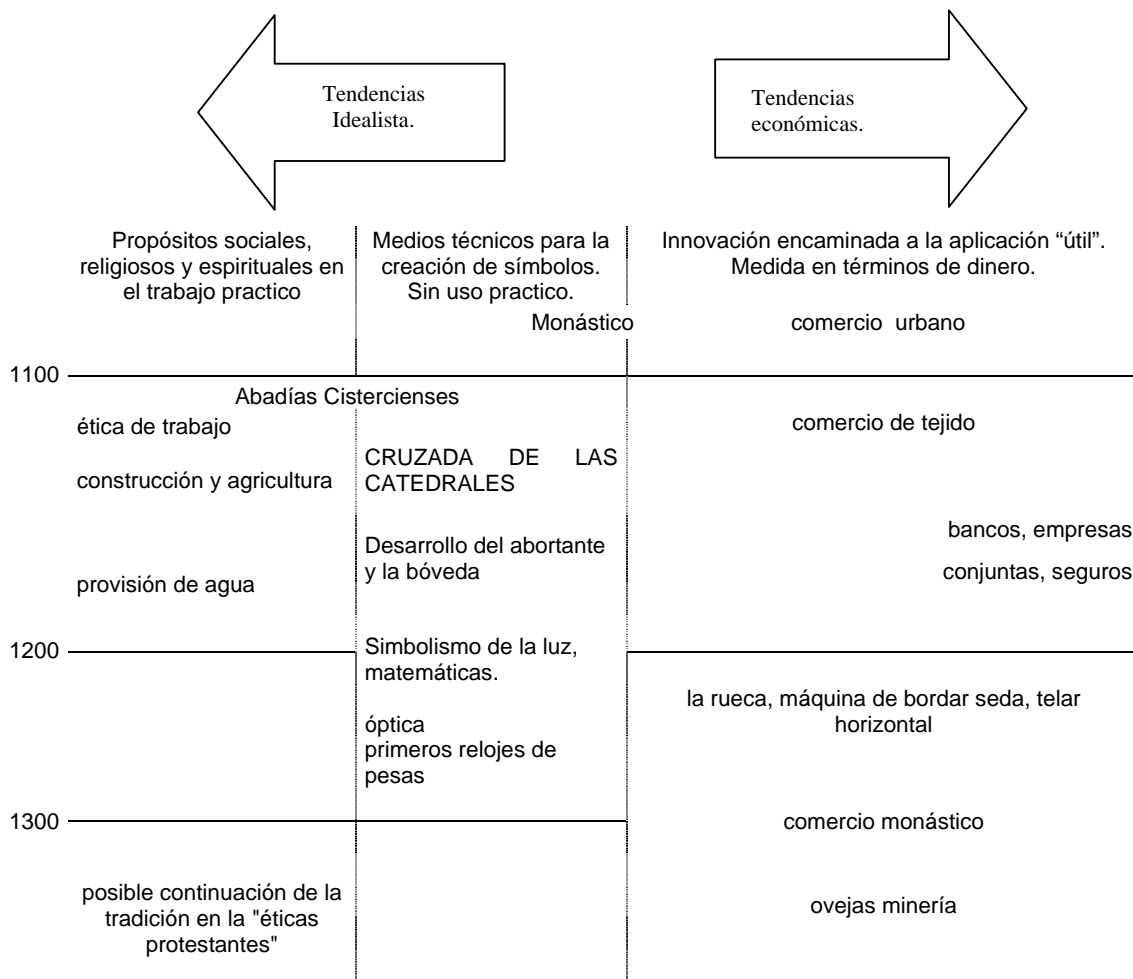 Tendencias
Idealista.
Tendencias
económicas.
Propósitos sociales,
religiosos y espirituales en
el trabajo practico
Medios técnicos para la
creación de símbolos.
Sin uso practico.
Innovación encaminada a la aplicación “útil”.
Medida en términos de dinero.
Monástico
comercio urbano
1100
Abadías Cistercienses
ética de trabajo
construcción y agricultura
provisión de agua
CRUZADA DE LAS
CATEDRALES
Desarrollo del abortante
y la bóveda
comercio de tejido
bancos, empresas
conjuntas, seguros
1200
Simbolismo de la luz,
matemáticas.
óptica
primeros relojes de
pesas
la rueca, máquina de bordar seda, telar
horizontal
1300
comercio monástico
posible continuación de la
tradición en la "éticas
protestantes"
ovejas minería